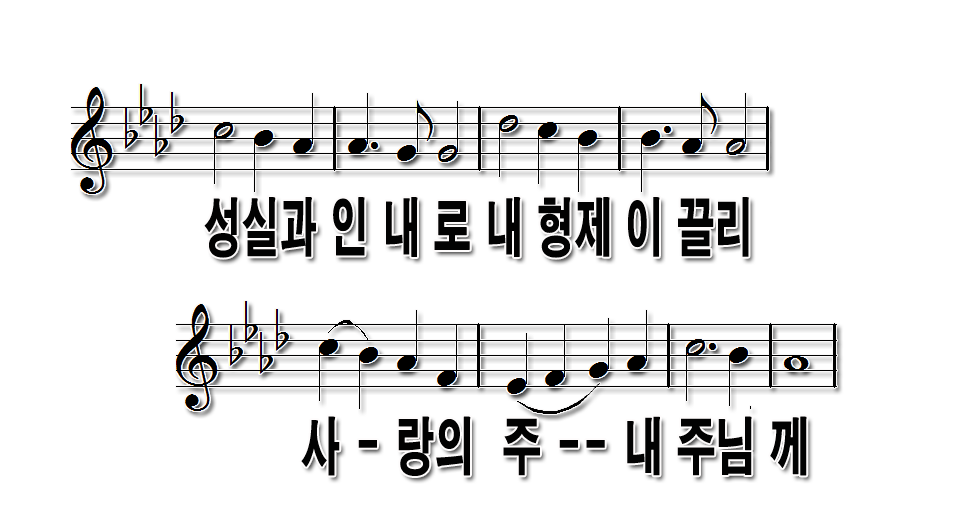 성실과 인 내 로 내 형제 이 끌리
사 - 랑의 주 - - 내 주님 께